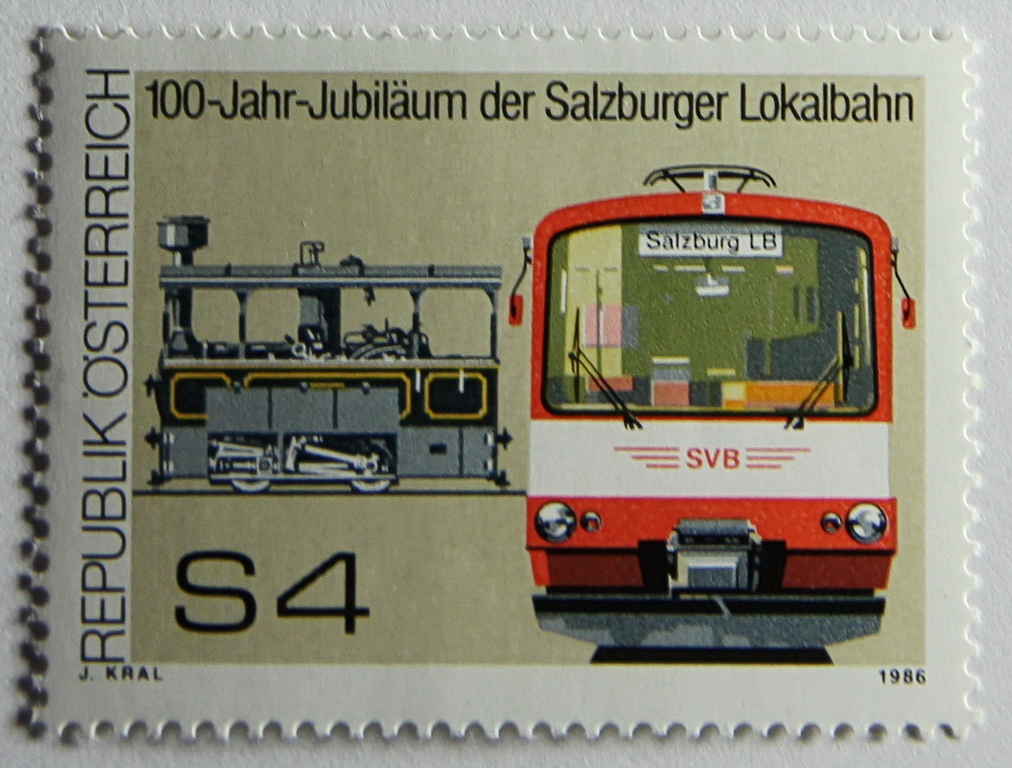 100-Jahr-Jubiläum der Salzburger Lokalbahn
REPUBLIK ÖSTERREICH
Salzburg LB
SVB
S4
J. KRAL
1986